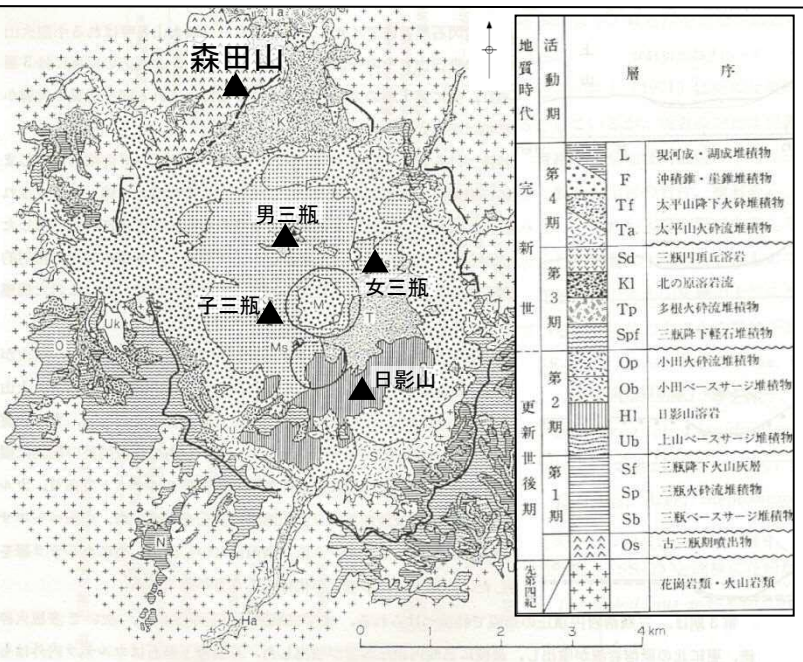 Ta
森田山
男三瓶
女三瓶
子三瓶
M
T
Ms
Uk
O
日影山
Ku
S
N
Ha
0 1 2 3 4 km
地質時代
活動期
層 序
完新世
第4期
L 現河成・湖成堆積物
F 沖積錐・崖錐堆積物
Tf 太平山降下火砕堆積物
Ta 太平山火砕流堆積物
第3期
Sd 三瓶円頂丘溶岩
Kl 北の原溶岩流
Tp 多根火砕流堆積物
Spf 三瓶降下軽石堆積物
更新世後期
第2期
Op 小田火砕流堆積物
Ob 小田ベースサージ堆積物
Hl 日影山溶岩
Ub 上山ベースサージ堆積物
第1期
Sf 三瓶降下火山灰層
Sp 三瓶火砕流堆積物
Sb 三瓶ベースサージ堆積物
Os 古三瓶期噴出物
先第四紀
花崗岩類・火山岩類